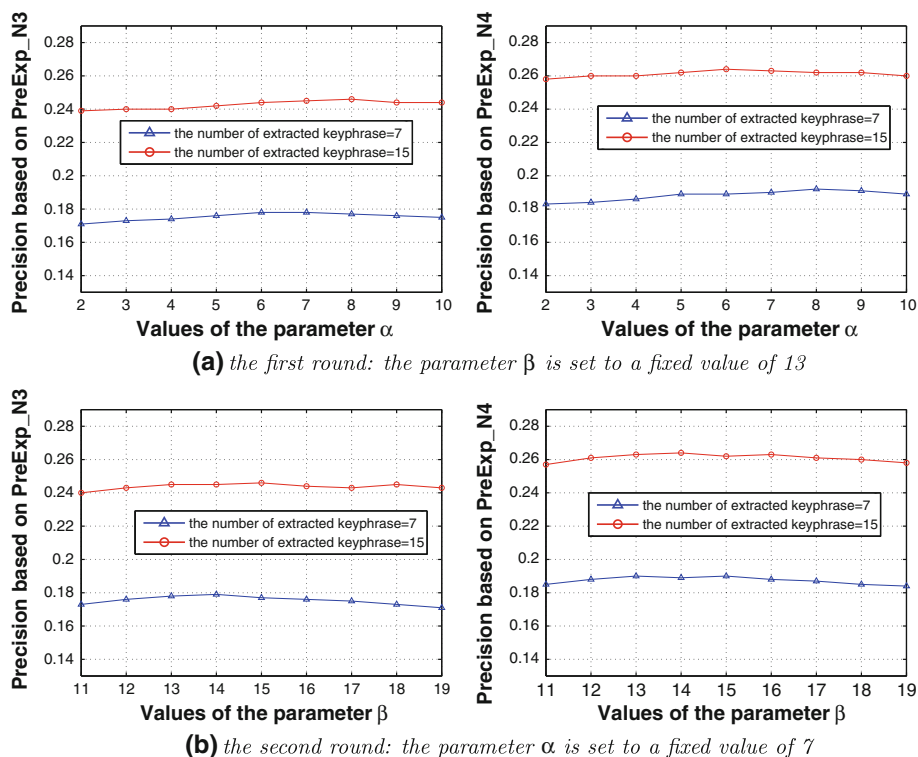 Precision based on PreExp_N3
0.28
0.26
0.24
0.22
0.2
0.18
0.16
0.14
the number of extracted keyphrase=7
the number of extracted keyphrase=15
2 3 4 5 6 7 8 9 10
Values of the parameter α
Precision based on PreExp_N4
0.28
0.26
0.24
0.22
0.2
0.18
0.16
0.14
the number of extracted keyphrase=7
the number of extracted keyphrase=15
2 3 4 5 6 7 8 9 10
Values of the parameter α
(a) the first round: the parameter β is set to a fixed value of 13
Precision based on PreExp_N3
0.28
0.26
0.24
0.22
0.2
0.18
0.16
0.14
the number of extracted keyphrase=7
the number of extracted keyphrase=15
11 12 13 14 15 16 17 18 19
Values of the parameter β
Precision based on PreExp_N4
0.28
0.26
0.24
0.22
0.2
0.18
0.16
0.14
the number of extracted keyphrase=7
the number of extracted keyphrase=15
11 12 13 14 15 16 17 18 19
Values of the parameter β
(b) the second round: the parameter α is set to a fixed value of 7